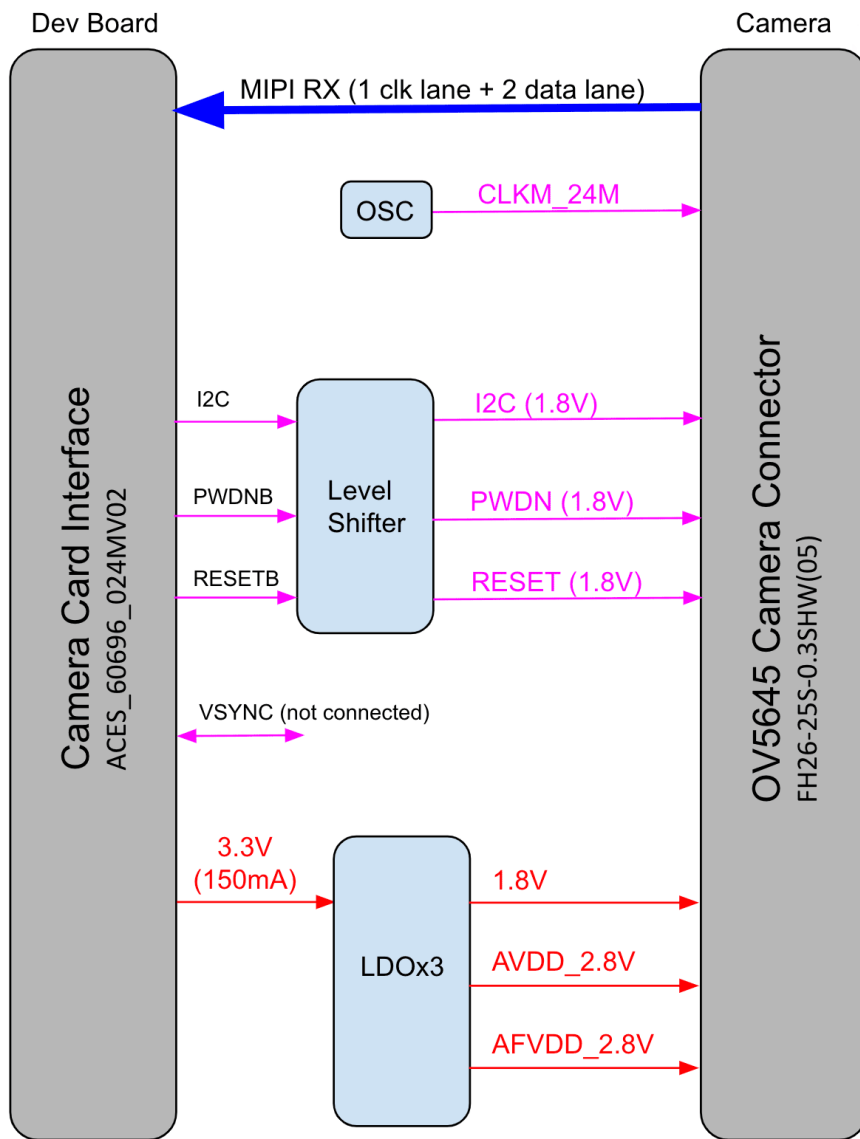 Dev Board
Camera
MIPI RX (1 clk lane + 2 data lane)
OSC
CLKM_24M
Camera Card Interface
ACES_60696_024MV02
OV5645 Camera Connector
FH26-25S-0.3SHW(05)
I2C
I2C (1.8V)
PWDNB
Level
Shifter
PWDN (1.8V)
RESETB
RESET (1.8V)
VSYNC (not connected)
3.3V
(150mA)
LDOx3
1.8V
AVDD_2.8V
AFVDD_2.8V